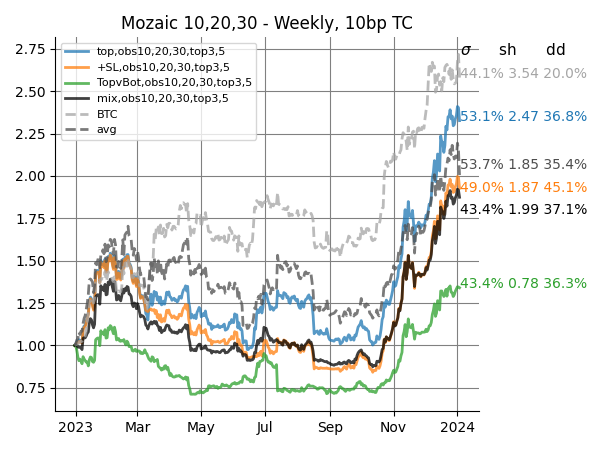 Mozaic 10,20,30 - Weekly, 10bp TC
σ sh dd
top,obs10,20,30,top3,5
+SL,obs10,20,30,top3,5
TopvBot,obs10,20,30,top3,5
mix,obs10,20,30,top3,5
BTC
avg
44.1% 3.54 20.0%
53.1% 2.47 36.8%
53.7% 1.85 35.4%
49.0% 1.87 45.1%
43.4% 1.99 37.1%
43.4% 0.78 36.3%
2.75
2.50
2.25
2.00
1.75
1.50
1.25
1.00
0.75
2023 Mar May Jul Sep Nov 2024